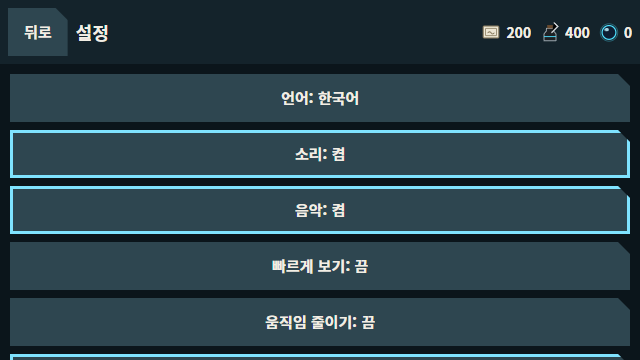 뒤로
설정
200
400
0
언어: 한국어
소리: 켬
음악: 켬
빠르게 보기: 끔
움직임 줄이기: 끔